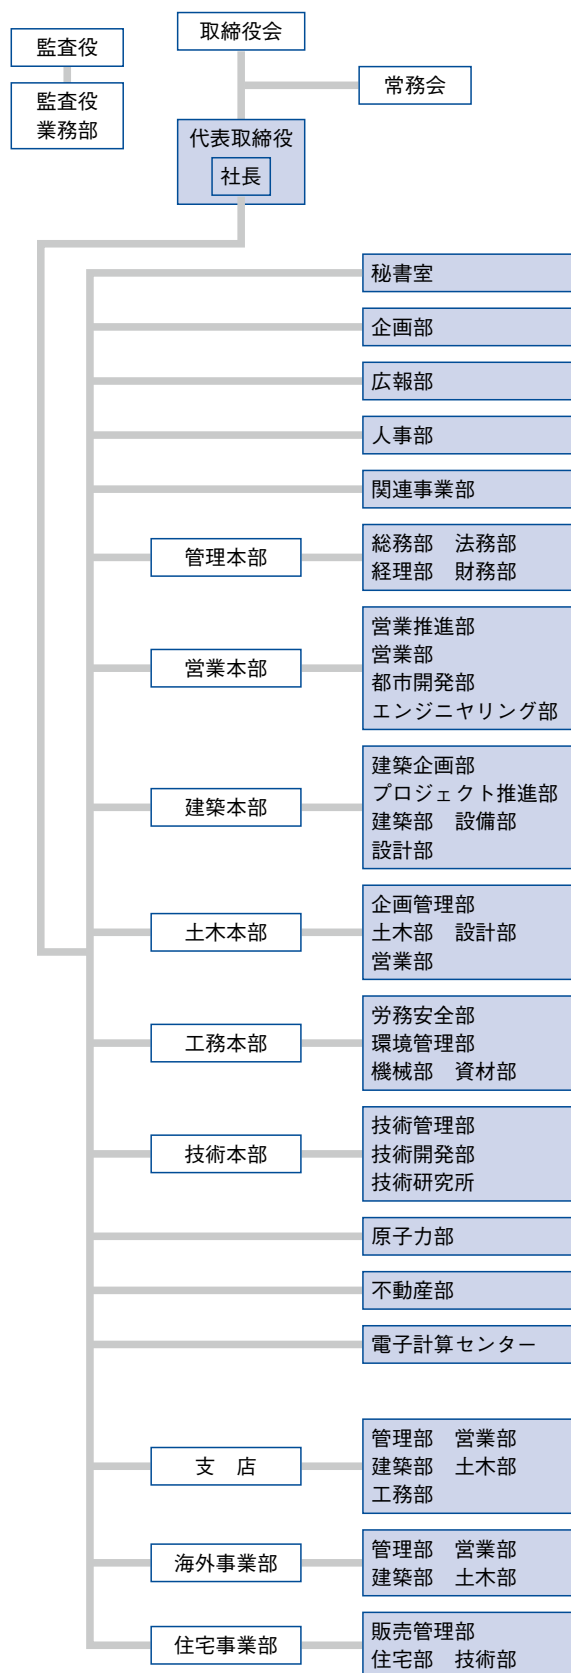 取締役会
監査役
常務会
監査役
業務部
代表取締役
社長
秘書室
企画部
広報部
人事部
関連事業部
管理本部
総務部　法務部
経理部　財務部
営業本部
営業推進部
営業部
都市開発部
エンジニヤリング部
建築本部
建築企画部
プロジェクト推進部
建築部　設備部
設計部
土木本部
企画管理部
土木部　設計部
営業部
工務本部
労務安全部
環境管理部
機械部　資材部
技術本部
技術管理部
技術開発部
技術研究所
原子力部
不動産部
電子計算センター
支　店
管理部　営業部
建築部　土木部
工務部
海外事業部
管理部　営業部
建築部　土木部
住宅事業部
販売管理部
住宅部　技術部